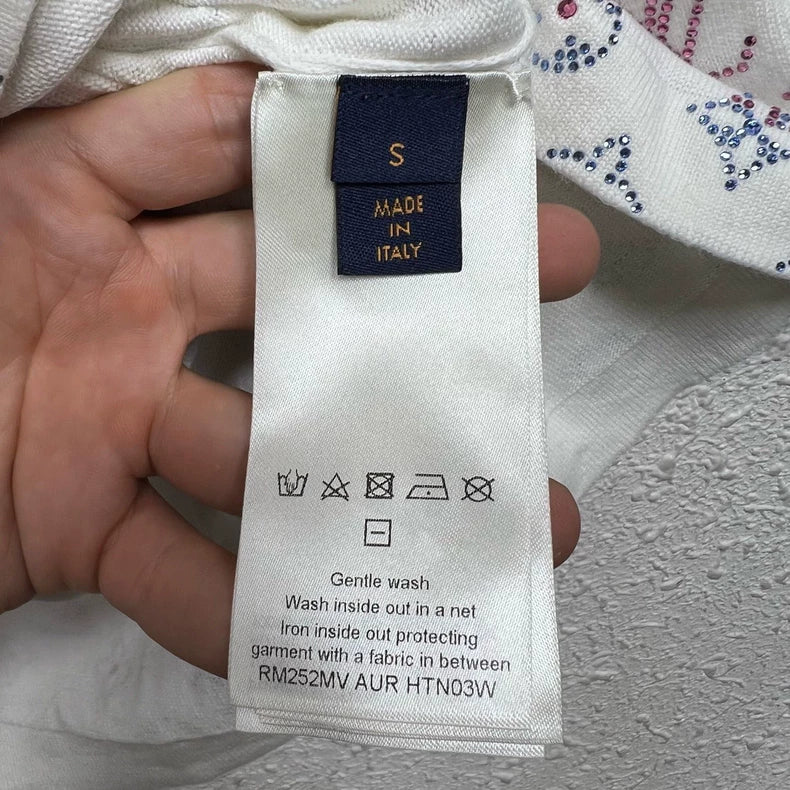 S
MADE
IN
ITALY
Gentle wash
Wash inside out in a net
Iron inside out protecting
garment with a fabric in between
RM252MV AUR HTN03W